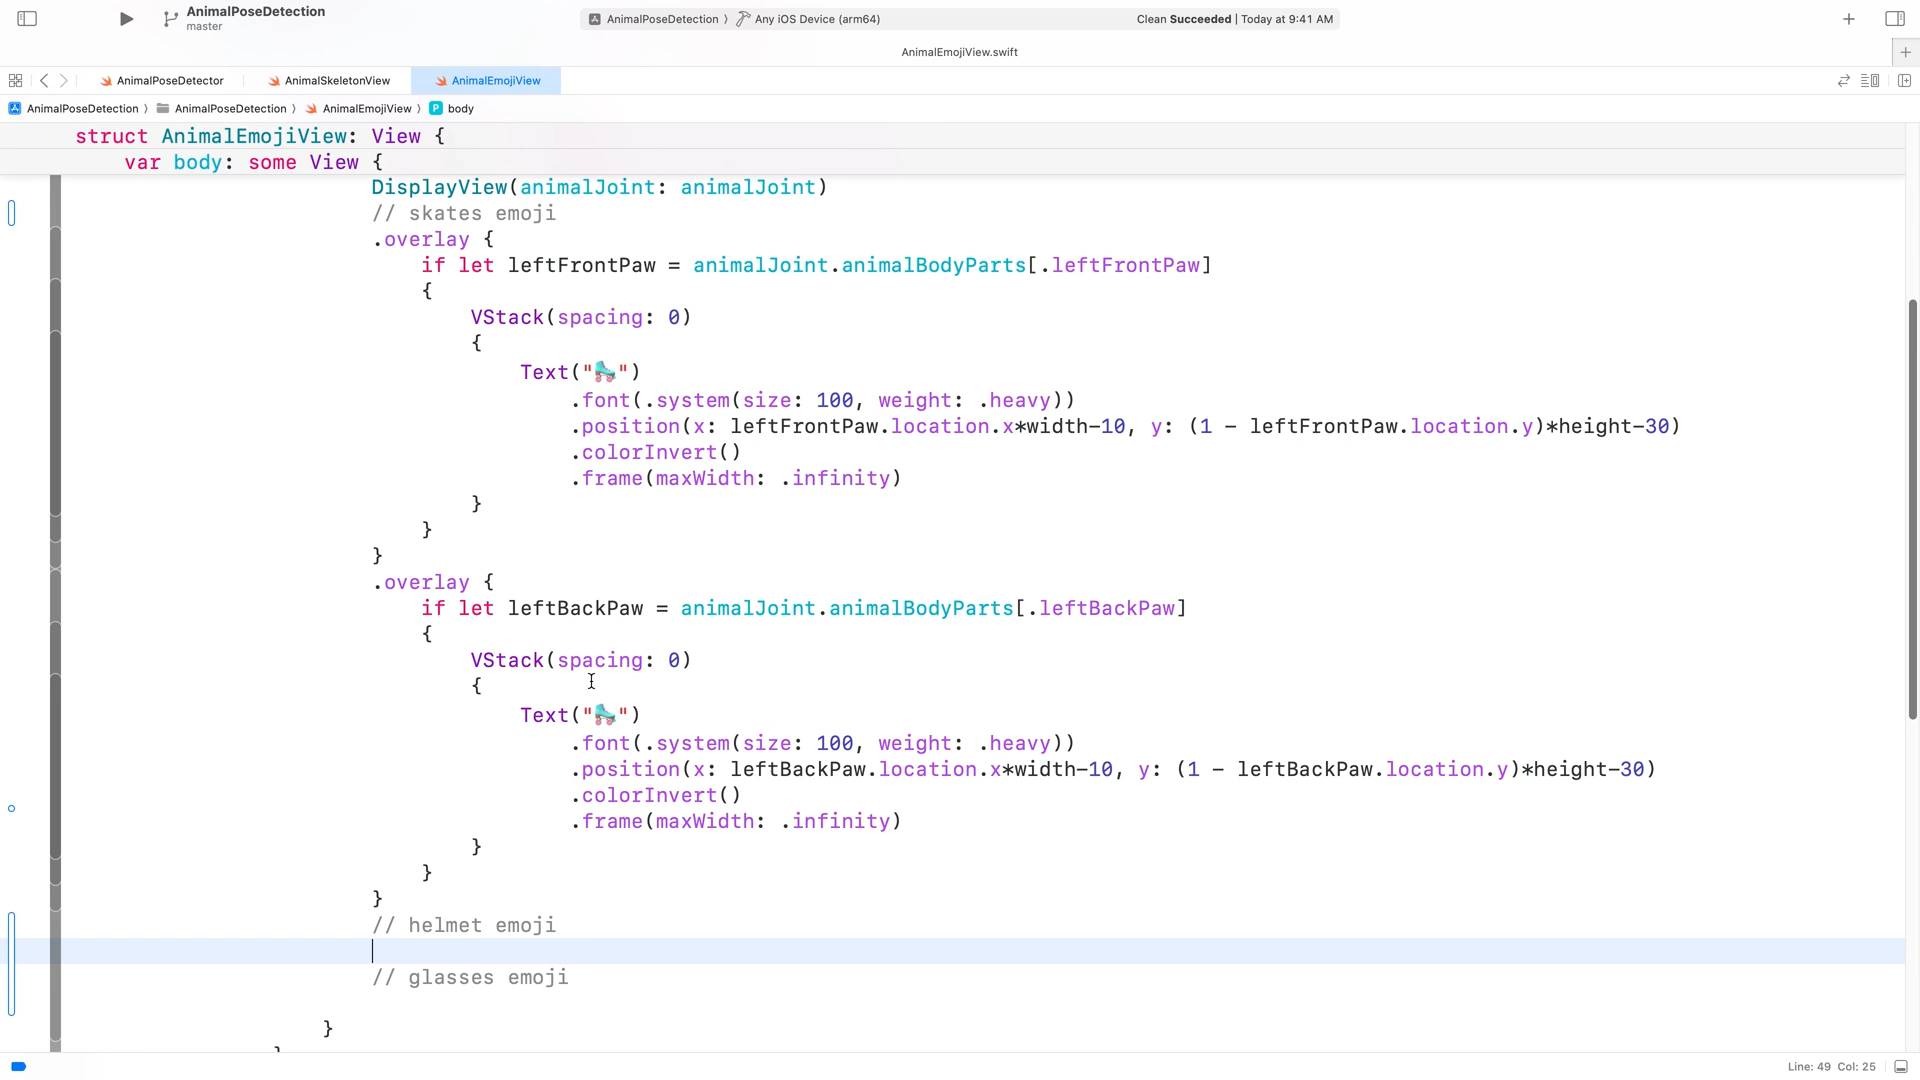 AnimalPoseDetection
master
AnimalPoseDetection 〉 Any iOS Device (arm64)
Clean Succeeded | Today at 9:41 AM
AnimalEmojiView.swift
AnimalPoseDetector
AnimalSkeletonView
AnimalEmojiView
AnimalPoseDetection 〉 AnimalPoseDetection 〉 AnimalEmojiView 〉 P body
struct AnimalEmojiView: View {
var body: some View {
DisplayView(animalJoint: animalJoint)
// skates emoji
.overlay {
if let leftFrontPaw = animalJoint.animalBodyParts[.leftFrontPaw]
{
VStack(spacing: 0)
{
Text("🛼")
.font(.system(size: 100, weight: .heavy))
.position(x: leftFrontPaw.location.x*width-10, y: (1 - leftFrontPaw.location.y)*height-30)
.colorInvert()
.frame(maxWidth: .infinity)
}
}
}
.overlay {
if let leftBackPaw = animalJoint.animalBodyParts[.leftBackPaw]
{
VStack(spacing: 0)
{
Text("🛼")
.font(.system(size: 100, weight: .heavy))
.position(x: leftBackPaw.location.x*width-10, y: (1 - leftBackPaw.location.y)*height-30)
.colorInvert()
.frame(maxWidth: .infinity)
}
}
}
// helmet emoji
// glasses emoji
}
Line: 49 Col: 25